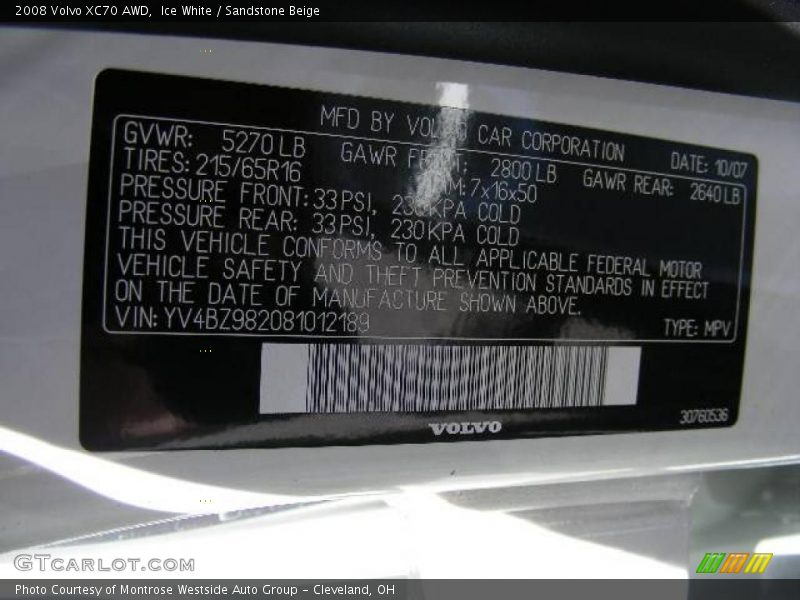 2008 Volvo XC70 AWD, Ice White / Sandstone Beige
MFD BY VOLVO CAR CORPORATION DATE: 10/07
GVWR: 5270 LB GAWR FRONT: 2800 LB GAWR REAR: 2640 LB
TIRES: 215/65R16 7x16x50
PRESSURE FRONT: 33 PSI, 230 KPA COLD
PRESSURE REAR: 33 PSI, 230 KPA COLD
THIS VEHICLE CONFORMS TO ALL APPLICABLE FEDERAL MOTOR
VEHICLE SAFETY AND THEFT PREVENTION STANDARDS IN EFFECT
ON THE DATE OF MANUFACTURE SHOWN ABOVE.
VIN: YV4BZ982081012189 TYPE: MPV
30760536
VOLVO
GTCARLOT.COM
Photo Courtesy of Montrose Westside Auto Group - Cleveland, OH